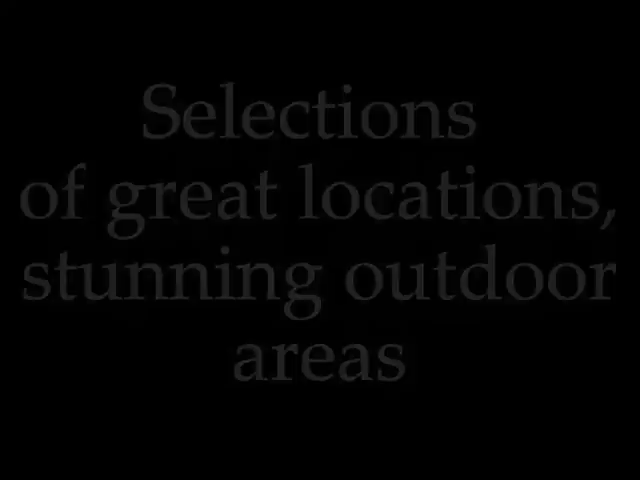 Selections
of great locations,
stunning outdoor
areas